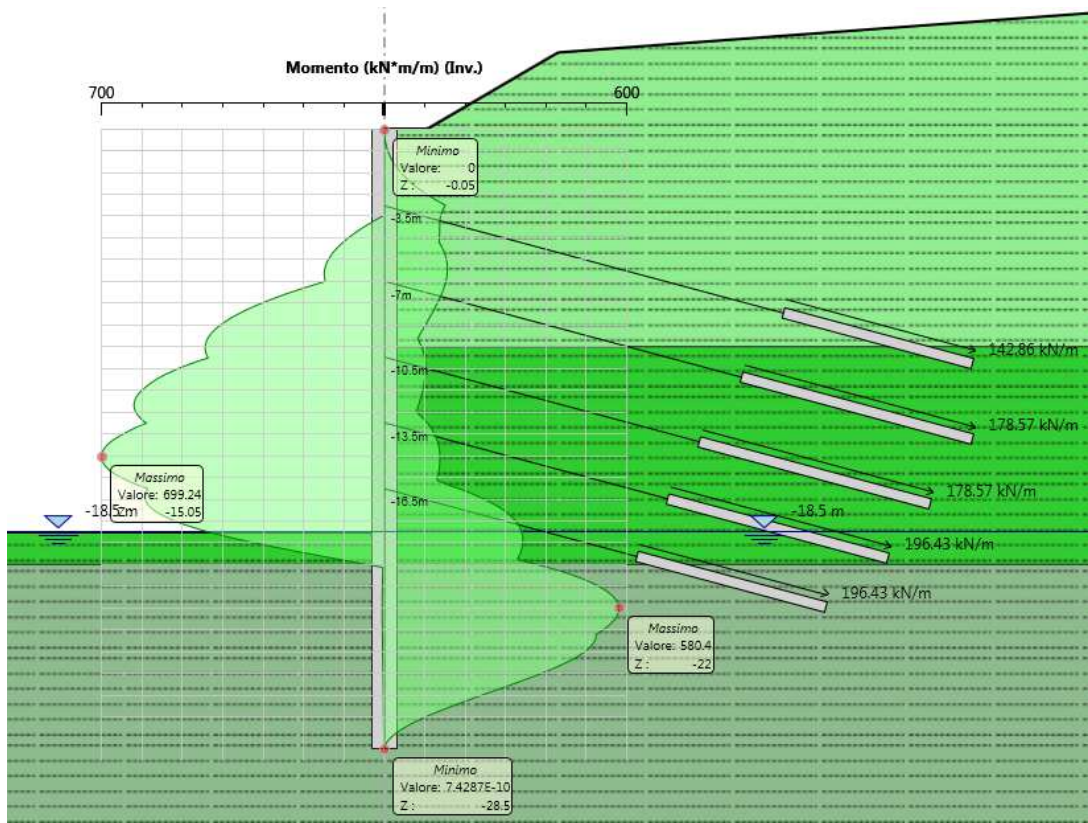 Momento (kN*m/m) (Inv.)
700
600
Minimo
Valore: 0
Z : -0.05
-3.5m
-7m
142.86 kN/m
-10.5m
178.57 kN/m
-13.5m
Massimo
Valore: 699.24
Z -15.05
178.57 kN/m
-16.5m
-18.5 m
-18.5 m
196.43 kN/m
196.43 kN/m
Massimo
Valore: 580.4
Z : -22
Minimo
Valore: 7.4287E-10
Z : -28.5